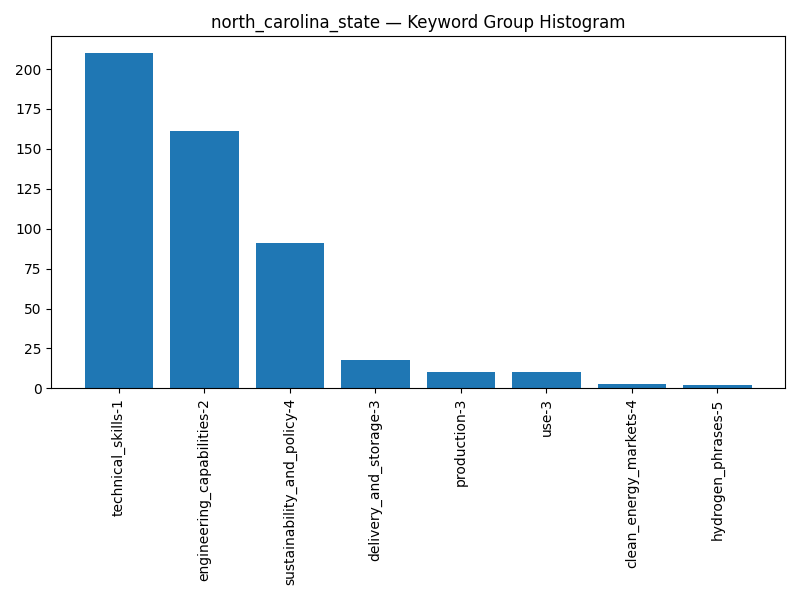 north_carolina_state — Keyword Group Histogram
200
175
150
125
100
75
50
25
0
technical_skills-1
engineering_capabilities-2
sustainability_and_policy-4
delivery_and_storage-3
production-3
use-3
clean_energy_markets-4
hydrogen_phrases-5